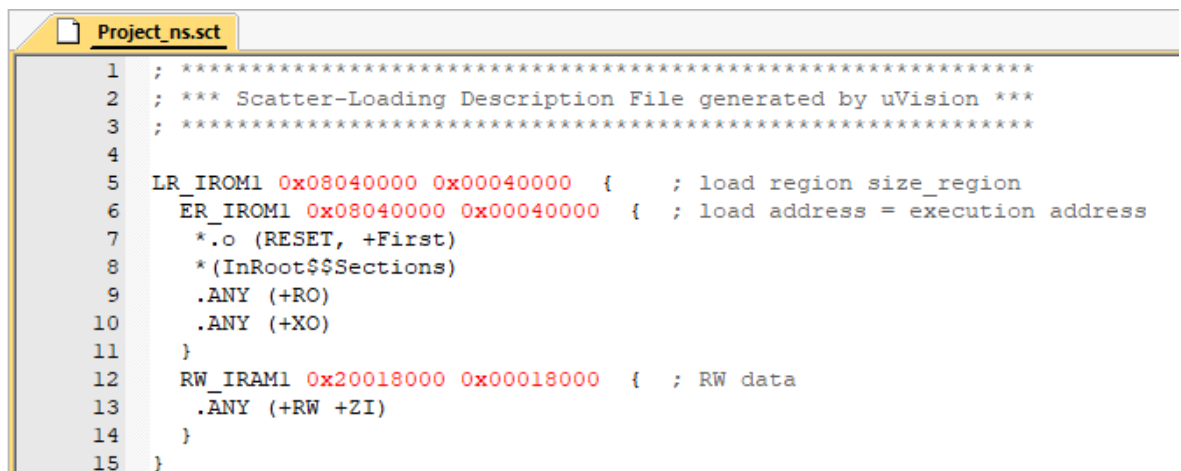 Project_ns.sct
1 ; *************************************************************
2 ; *** Scatter-Loading Description File generated by uVision ***
3 ; *************************************************************
4
5 LR_IROM1 0x08040000 0x00040000  {    ; load region size_region
6   ER_IROM1 0x08040000 0x00040000  {  ; load address = execution address
7    *.o (RESET, +First)
8    *(InRoot$$Sections)
9    .ANY (+RO)
10    .ANY (+XO)
11   }
12   RW_IRAM1 0x20018000 0x00018000  {  ; RW data
13    .ANY (+RW +ZI)
14   }
15 }